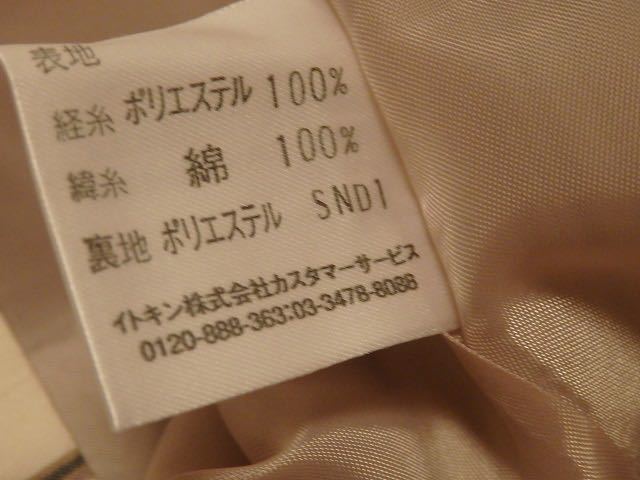 表地
経糸 ポリエステル 100%
緯糸 綿 100%
裏地 ポリエステル SND1
イトキン株式会社カスタマーサービス
0120-888-363:03-3478-8088